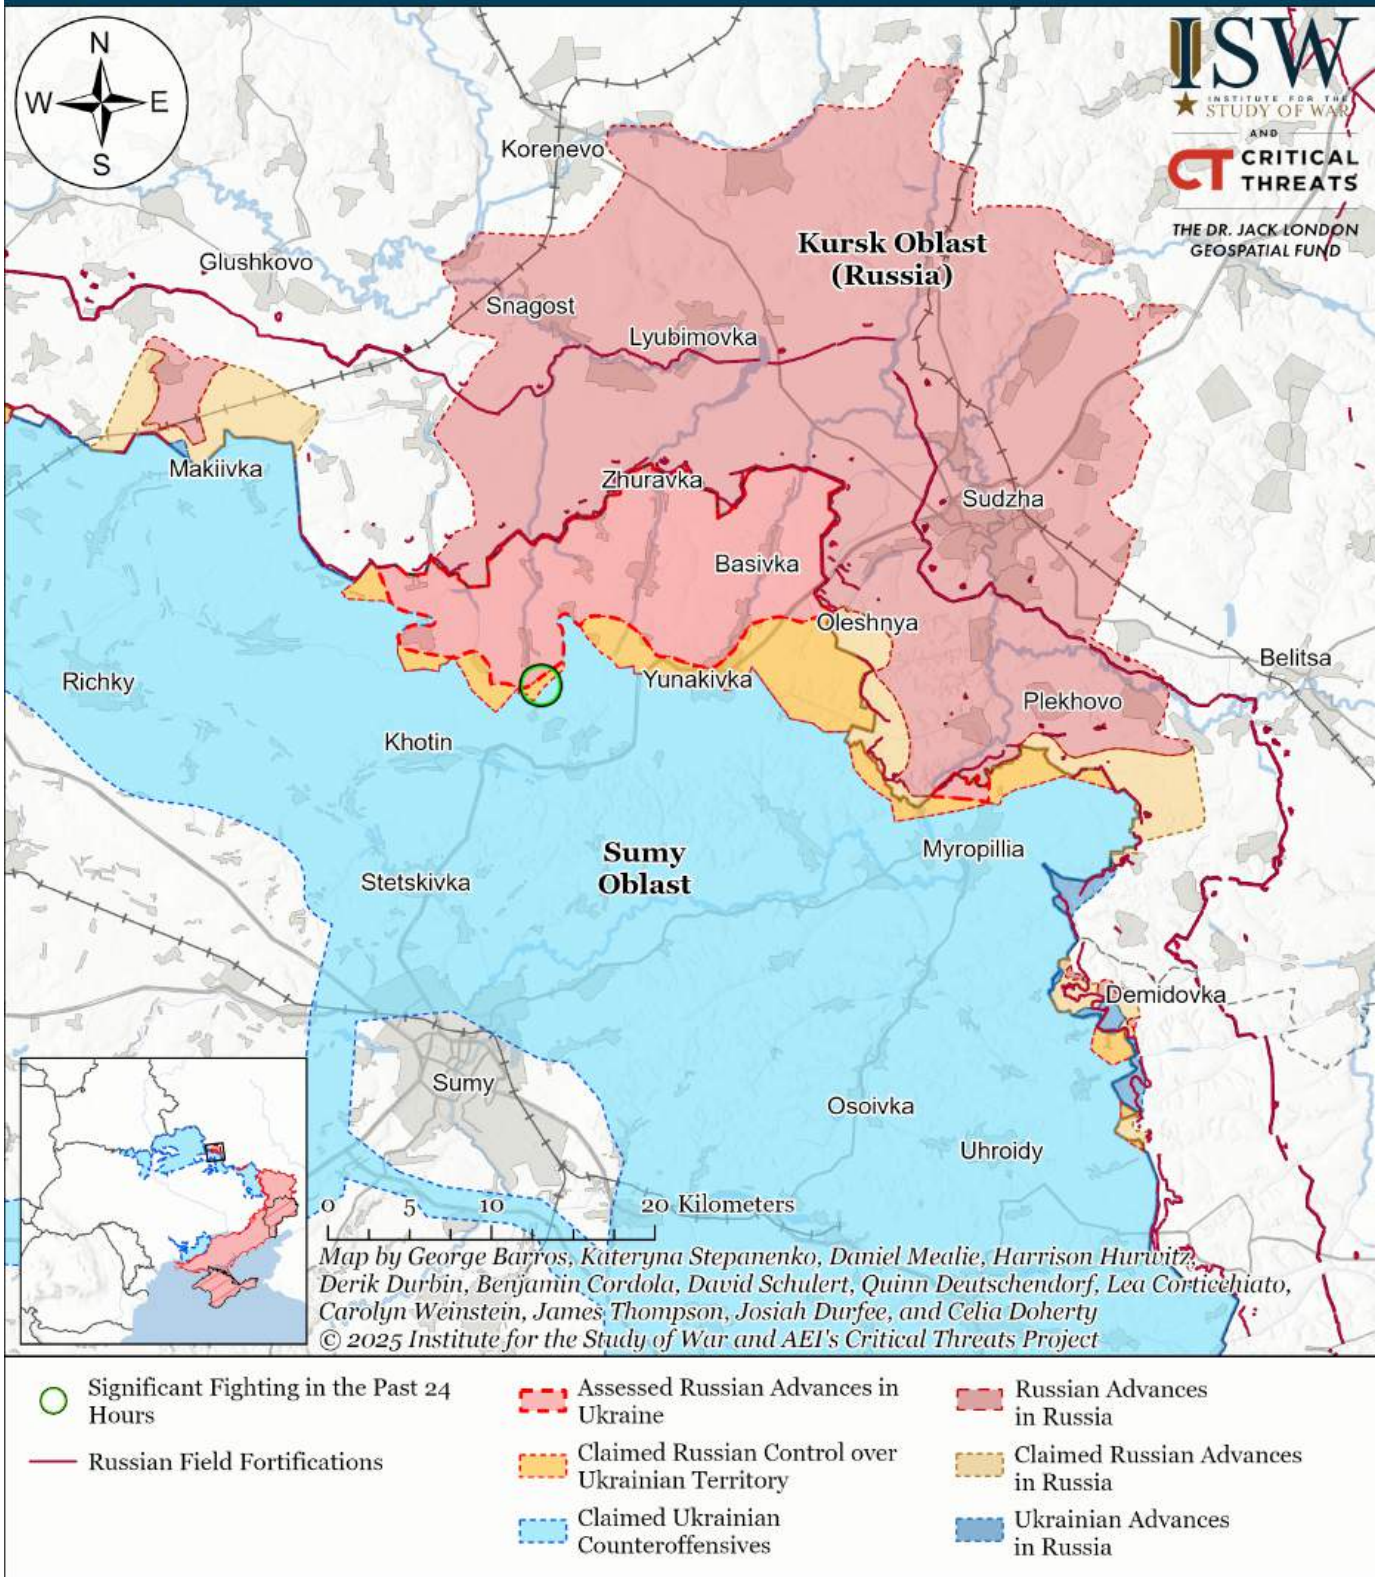 N
W E
S
ISW
INSTITUTE FOR THE
STUDY OF WAR
AND
CT CRITICAL
THREATS
THE DR. JACK LONDON
GEOSPATIAL FUND
Korenevo
Kursk Oblast
(Russia)
Glushkovo
Snagost
Lyubimovka
Makiivka
Zhuravka
Sudzha
Basivka
Oleshnya
Belitsa
Richky
Yunakivka
Plekhovo
Khotin
Myropillia
Sumy
Oblast
Stetskivka
Demidovka
Sumy
Osoivka
Uhroidy
0 5 10 20 Kilometers
Map by George Barros, Kateryna Stepanenko, Daniel Mealie, Harrison Hurwitz,
Derik Durbin, Benjamin Cordola, David Schulert, Quinn Deutschendorf, Lea Corticchiato,
Carolyn Weinstein, James Thompson, Josiah Durfee, and Celia Doherty
© 2025 Institute for the Study of War and AEI's Critical Threats Project
Significant Fighting in the Past 24
Hours
Russian Field Fortifications
Assessed Russian Advances in
Ukraine
Claimed Russian Control over
Ukrainian Territory
Claimed Ukrainian
Counteroffensives
Russian Advances
in Russia
Claimed Russian Advances
in Russia
Ukrainian Advances
in Russia